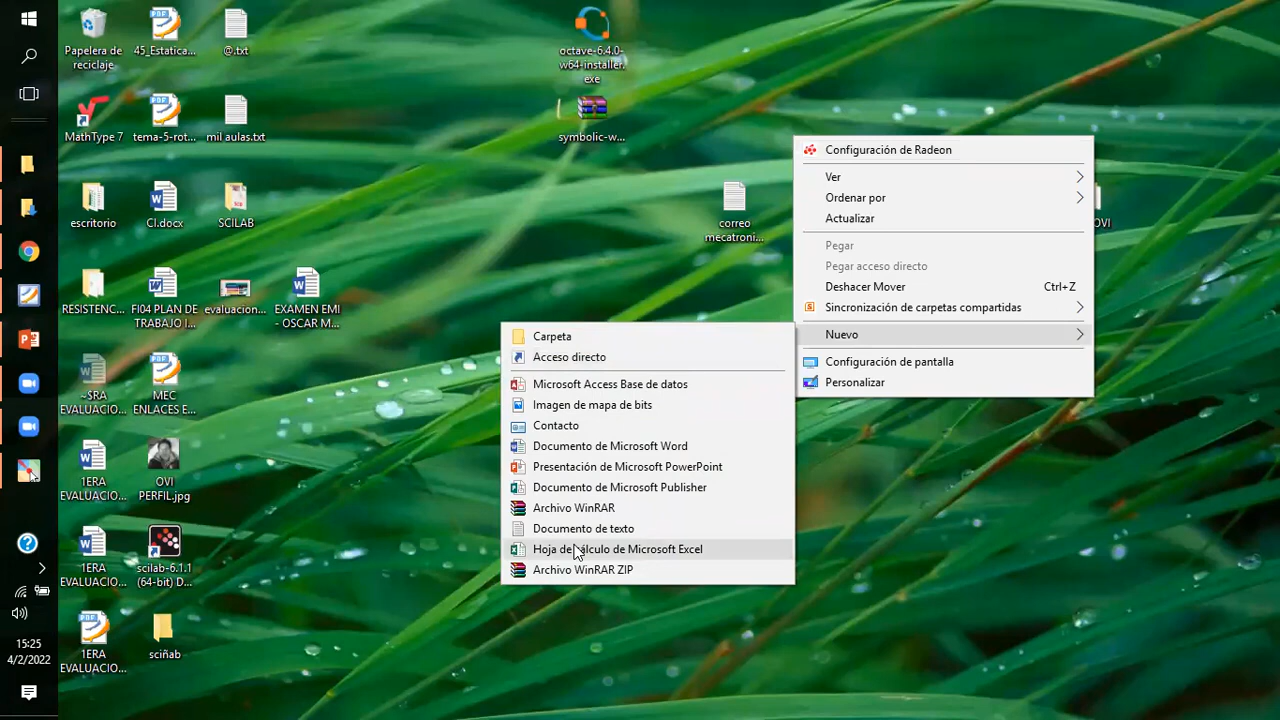 Papelera de
reciclaje
45_Estatica...
@.txt
octave-6.4.0-
w64-installer,
exe
MathType 7
tema-5-rot...
mil aulas.txt
symbolic-w...
escritorio
CI.docx
SCILAB
correo
mecatroni...
OVI
RESISTENC...
FI04 PLAN DE
TRABAJO I...
evaluacion...
EXAMEN EMI
- OSCAR M...
~SRA
EVALUACIO...
MEC
ENLACES E...
1ERA
EVALUACIO...
OVI
PERFIL.jpg
1ERA
EVALUACIO...
scilab-6.1.1
(64-bit) D...
1ERA
EVALUACIO...
sciñab
15:25
4/2/2022
Configuración de Radeon
Ver
Ordenar por
Actualizar
Pegar
Pegar acceso directo
Deshacer Mover Ctrl+Z
Sincronización de carpetas compartidas
Nuevo
Configuración de pantalla
Personalizar
Carpeta
Acceso directo
Microsoft Access Base de datos
Imagen de mapa de bits
Contacto
Documento de Microsoft Word
Presentación de Microsoft PowerPoint
Documento de Microsoft Publisher
Archivo WinRAR
Documento de texto
Hoja de cálculo de Microsoft Excel
Archivo WinRAR ZIP